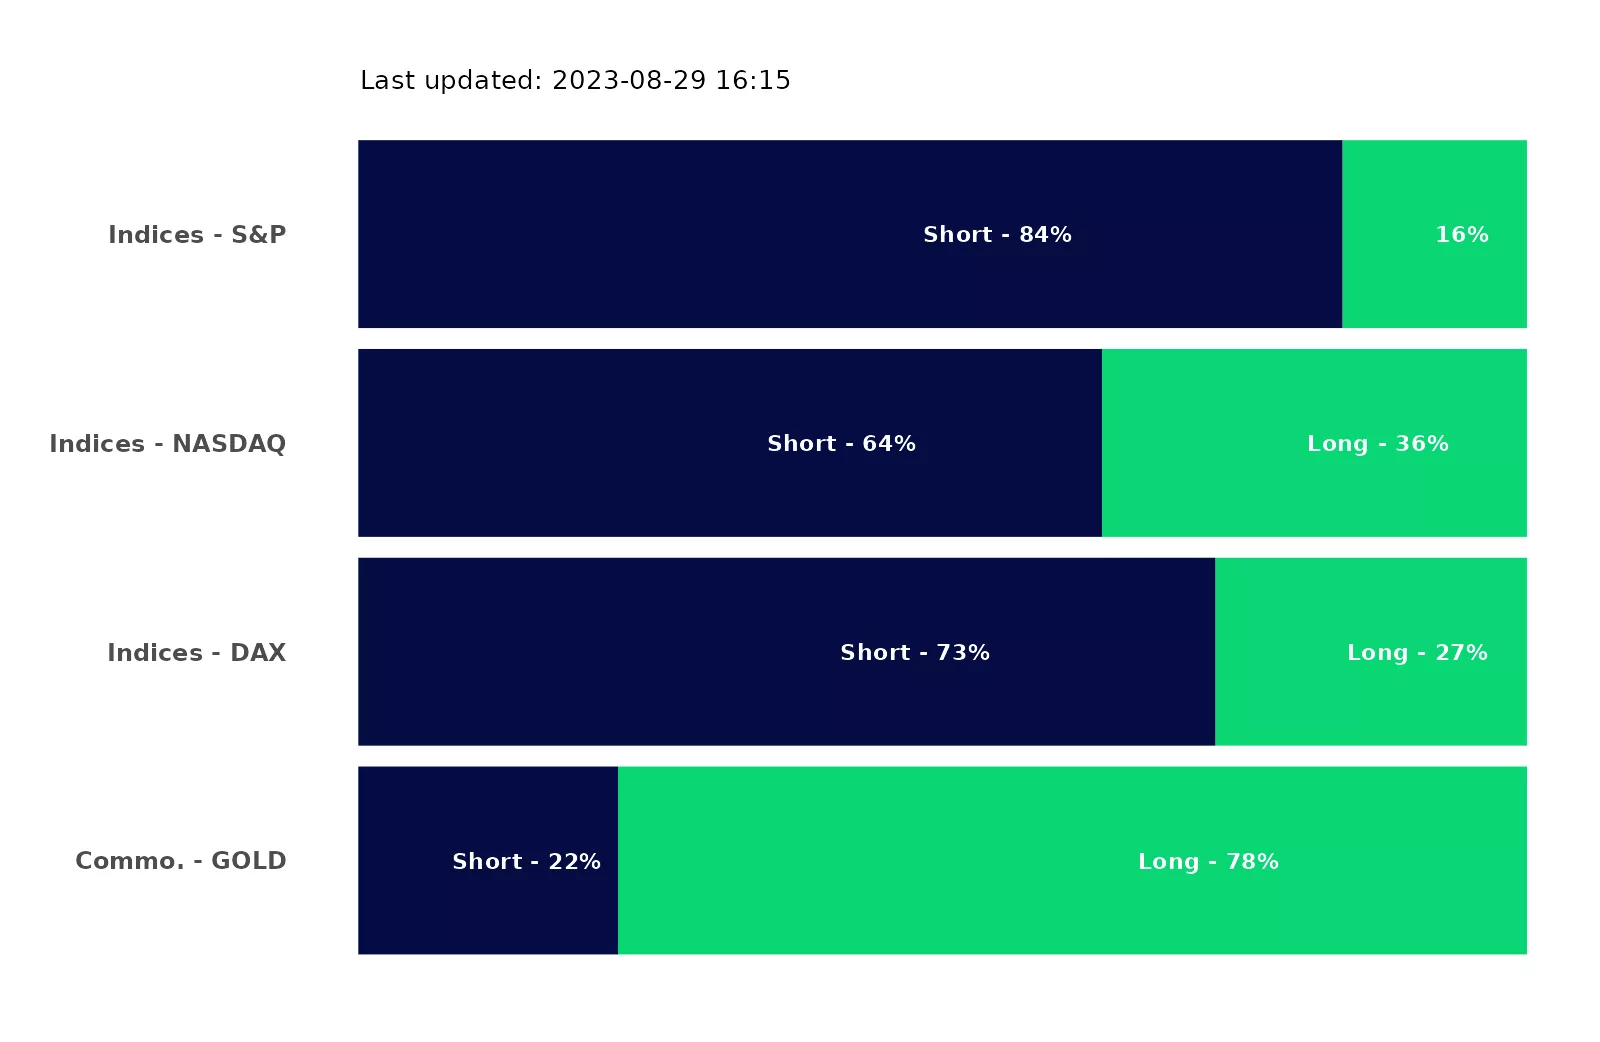 Last updated: 2023-08-29 16:15
Indices - S&P Short - 84% 16%
Indices - NASDAQ Short - 64% Long - 36%
Indices - DAX Short - 73% Long - 27%
Commo. - GOLD Short - 22% Long - 78%